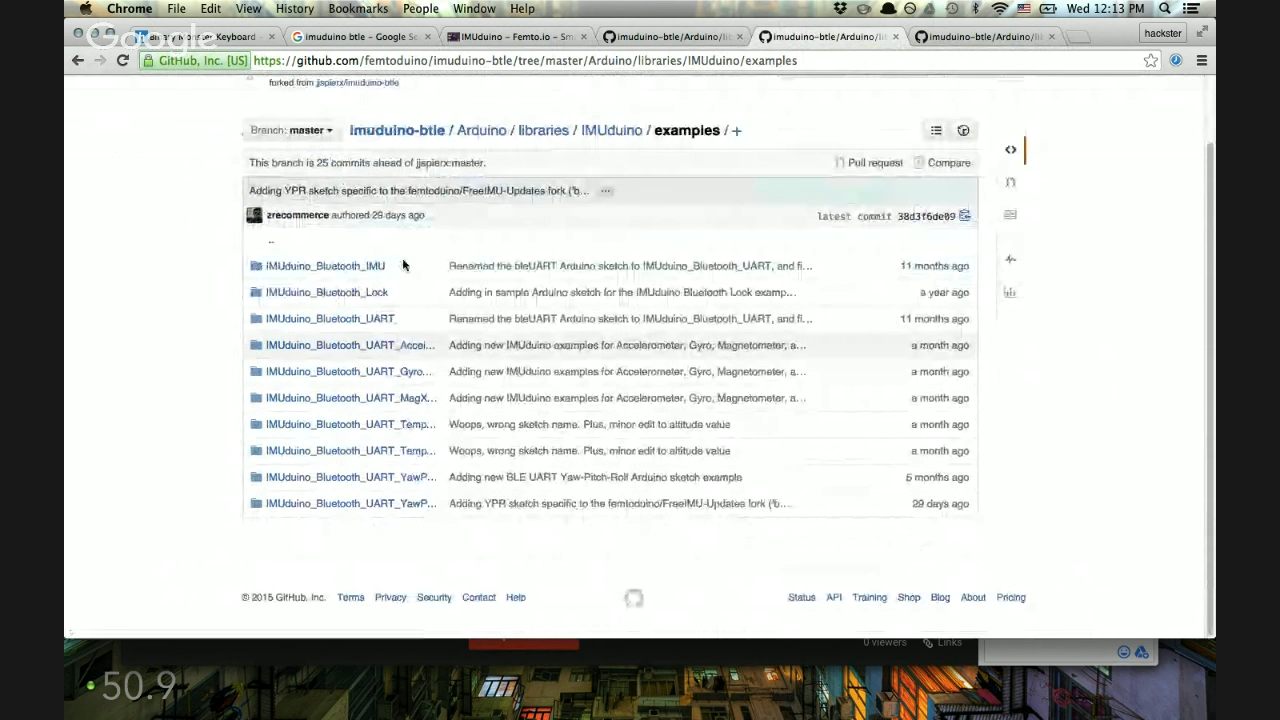 Chrome File Edit View History Bookmarks People Window Help Wed 12:13 PM
Google
Binary Monster Keyboard - imuduino btle - Google Se IMUduino - Femto.io - Sm imuduino-btle/Arduino/lib imuduino-btle/Arduino/lib imuduino-btle/Arduino/lib hackster
GitHub, Inc. [US] https://github.com/femtoduino/imuduino-btle/tree/master/Arduino/libraries/IMUduino/examples
forked from jjspierx/imuduino-btle
Branch: master imuduino-btle / Arduino / libraries / IMUduino / examples / +
This branch is 25 commits ahead of jjspierx:master. Pull request Compare
Adding YPR sketch specific to the femtoduino/FreeIMU-Updates fork ('b… …
zrecommerce authored 29 days ago latest commit 38d3f6de09
..
IMUduino_Bluetooth_IMU Renamed the bleUART Arduino sketch to IMUduino_Bluetooth_UART, and fi… 11 months ago
IMUduino_Bluetooth_Lock Adding in sample Arduino sketch for the IMUduino Bluetooth Lock examp… a year ago
IMUduino_Bluetooth_UART Renamed the bleUART Arduino sketch to IMUduino_Bluetooth_UART, and fi… 11 months ago
IMUduino_Bluetooth_UART_Accel… Adding new IMUduino examples for Accelerometer, Gyro, Magnetometer, a… a month ago
IMUduino_Bluetooth_UART_Gyro… Adding new IMUduino examples for Accelerometer, Gyro, Magnetometer, a… a month ago
IMUduino_Bluetooth_UART_MagX… Adding new IMUduino examples for Accelerometer, Gyro, Magnetometer, a… a month ago
IMUduino_Bluetooth_UART_Temp… Woops, wrong sketch name. Plus, minor edit to altitude value a month ago
IMUduino_Bluetooth_UART_Temp… Woops, wrong sketch name. Plus, minor edit to altitude value a month ago
IMUduino_Bluetooth_UART_YawP… Adding new BLE UART Yaw-Pitch-Roll Arduino sketch example 5 months ago
IMUduino_Bluetooth_UART_YawP… Adding YPR sketch specific to the femtoduino/FreeIMU-Updates fork ('b… 29 days ago
© 2015 GitHub, Inc. Terms Privacy Security Contact Help Status API Training Shop Blog About Pricing
0 viewers Links
50.9